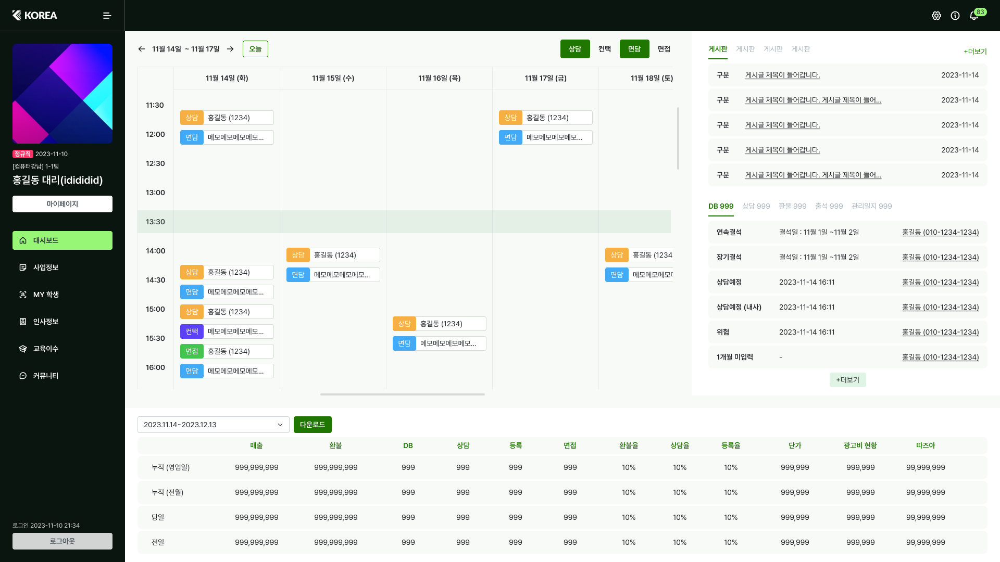 KOREA
83
정규직 2023-11-10
[컴퓨터강남] 1-1팀
홍길동 대리(idididid)
마이페이지
대시보드
사업정보
MY 학생
인사정보
교육이수
커뮤니티
로그인 2023-11-10 21:34
로그아웃
11월 14일 ~ 11월 17일
오늘
상담 컨택 면담 면접
11월 14일 (화) 11월 15일 (수) 11월 16일 (목) 11월 17일 (금) 11월 18일 (토)
11:30
상담 홍길동 (1234) 상담 홍길동 (1234)
12:00
면담 메모메모메모메모... 면담 메모메모메모메모...
12:30
13:00
13:30
14:00
상담 홍길동 (1234) 상담 홍길동 (1234
상담 홍길동 (1234)
면담 메모메모메모메모... 면담 메모메모메모
14:30
면담 메모메모메모메모...
15:00
상담 홍길동 (1234)
상담 홍길동 (1234)
컨택 메모메모메모메모...
15:30
면담 메모메모메모메모...
면접 홍길동 (1234)
16:00
면담 메모메모메모메모...
게시판 게시판 게시판 게시판
+더보기
구분 게시글 제목이 들어갑니다. 2023-11-14
구분 게시글 제목이 들어갑니다. 게시글 제목이 들어... 2023-11-14
구분 게시글 제목이 들어갑니다. 2023-11-14
구분 게시글 제목이 들어갑니다. 2023-11-14
구분 게시글 제목이 들어갑니다. 게시글 제목이 들어... 2023-11-14
DB 999 상담 999 환불 999 출석 999 관리일지 999
연속결석 결석일 : 11월 1일 ~11월 2일 홍길동 (010-1234-1234)
장기결석 결석일 : 11월 1일 ~11월 2일 홍길동 (010-1234-1234)
상담예정 2023-11-14 16:11 홍길동 (010-1234-1234)
상담예정 (내사) 2023-11-14 16:11 홍길동 (010-1234-1234)
위험 2023-11-14 16:11 홍길동 (010-1234-1234)
1개월 미입력 - 홍길동 (010-1234-1234)
+더보기
2023.11.14~2023.12.13
다운로드
매출 환불 DB 상담 등록 면접 환불율 상담율 등록율 단가 광고비 현황 따즈아
누적 (영업일) 999,999,999 999,999,999 999 999 999 999 10% 10% 10% 999,999 999,999 99,999,999
누적 (전월) 999,999,999 999,999,999 999 999 999 999 10% 10% 10% 999,999 999,999 99,999,999
당일 999,999,999 999,999,999 999 999 999 999 10% 10% 10% 999,999 999,999 99,999,999
전일 999,999,999 999,999,999 999 999 999 999 10% 10% 10% 999,999 999,999 99,999,999